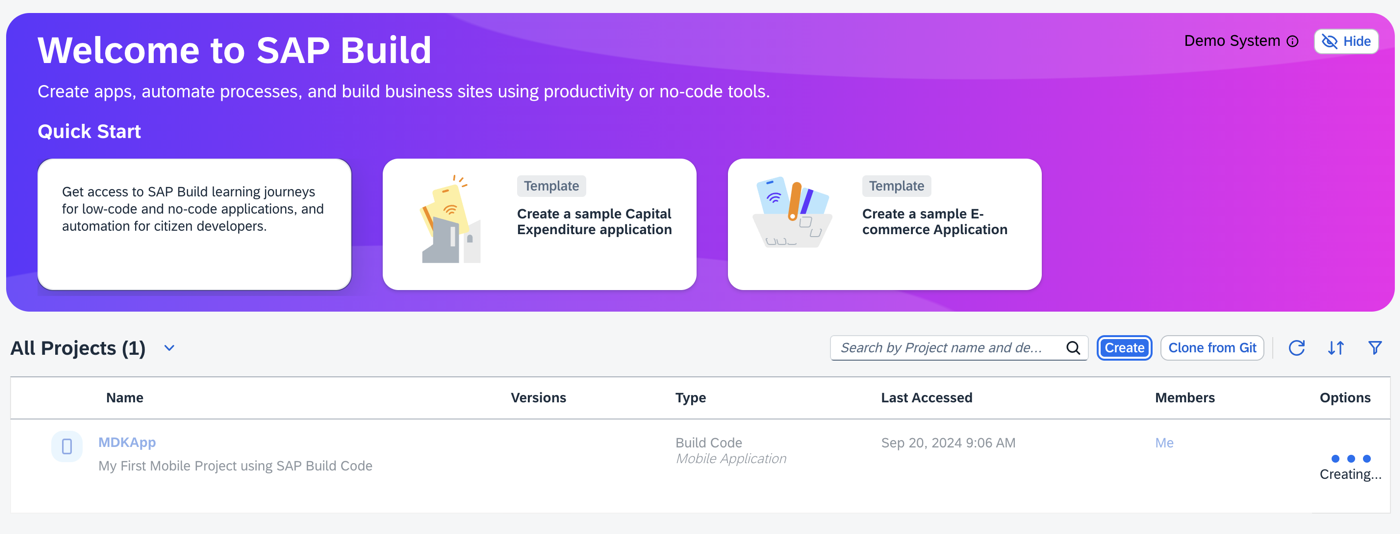 Welcome to SAP Build
Demo System
Hide
Create apps, automate processes, and build business sites using productivity or no-code tools.
Quick Start
Get access to SAP Build learning journeys
for low-code and no-code applications, and
automation for citizen developers.
Template
Create a sample Capital
Expenditure application
Template
Create a sample E-
commerce Application
All Projects (1)
Search by Project name and de...
Create
Clone from Git
Name Versions Type Last Accessed Members Options
MDKApp
My First Mobile Project using SAP Build Code
Build Code
Mobile Application
Sep 20, 2024 9:06 AM
Me
Creating...